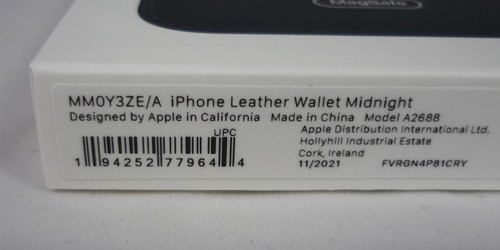 MagSafe
MM0Y3ZE/A iPhone Leather Wallet Midnight
Designed by Apple in California Made in China Model A2688
UPC
Apple Distribution International Ltd.
Hollyhill Industrial Estate
Cork, Ireland
1 94252 77964 4
11/2021 FVRGN4P81CRY